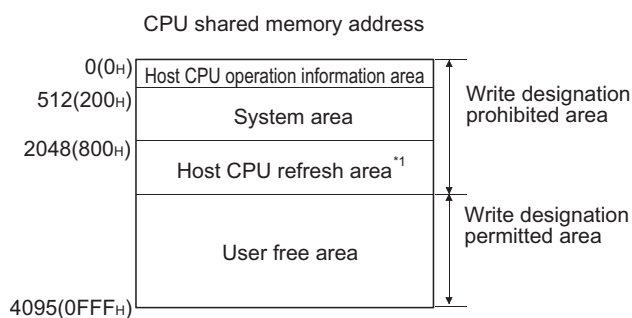 CPU shared memory address
0(0H)
Host CPU operation information area
512(200H)
System area
Write designation
prohibited area
2048(800H)
Host CPU refresh area*1
User free area
Write designation
permitted area
4095(0FFFH)